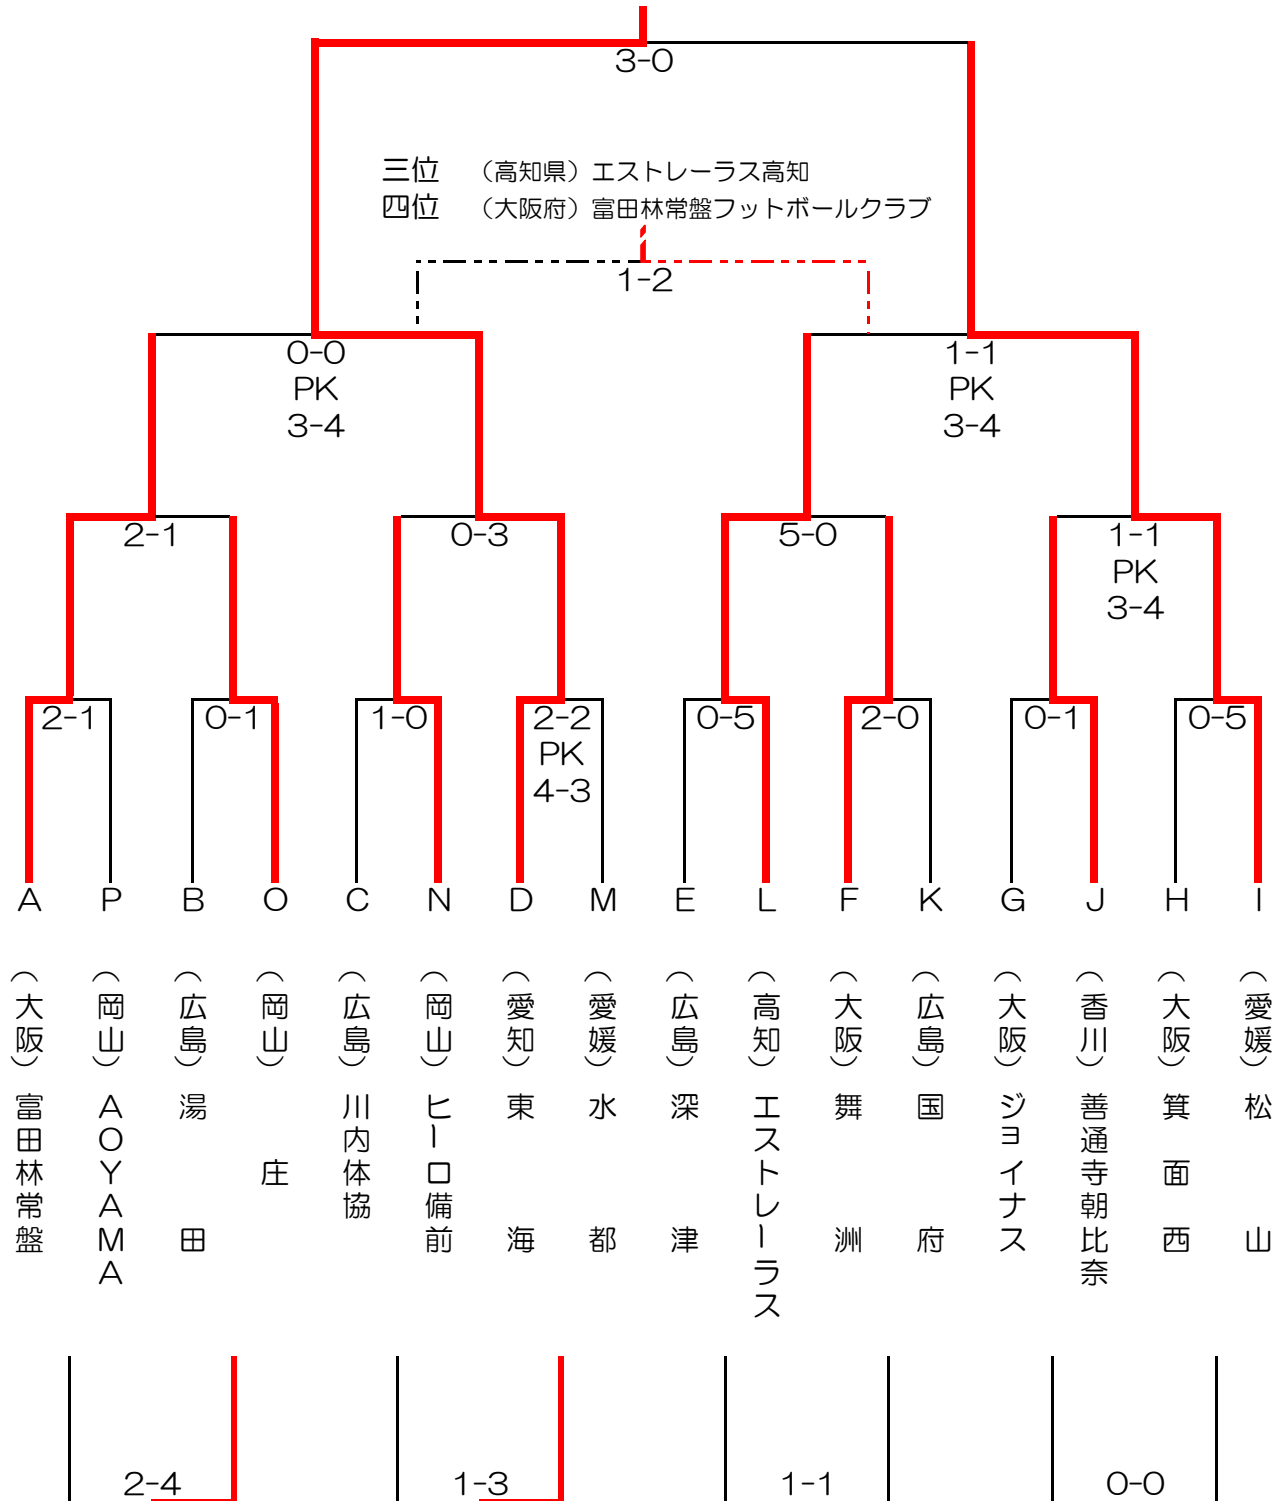 3-0
三位 （高知県）エストレーラス高知
四位 （大阪府）富田林常盤フットボールクラブ
1-2
0-0 1-1
PK PK
3-4 3-4
2-1 0-3 5-0 1-1
PK
3-4
2-1 0-1 1-0 2-2 0-5 2-0 0-1 0-5
PK
4-3
A P B O C N D M E L F K G J H I
（大阪）富田林常盤
（岡山）AOYAMA
（広島）湯田
（岡山）庄
（広島）川内体協
（岡山）ヒーロ備前
（愛知）東海
（愛媛）水都
（広島）深津
（高知）エストレーラス
（大阪）舞洲
（広島）国府
（大阪）ジョイナス
（香川）善通寺朝比奈
（大阪）箕面西
（愛媛）松山
2-4 1-3 1-1 0-0